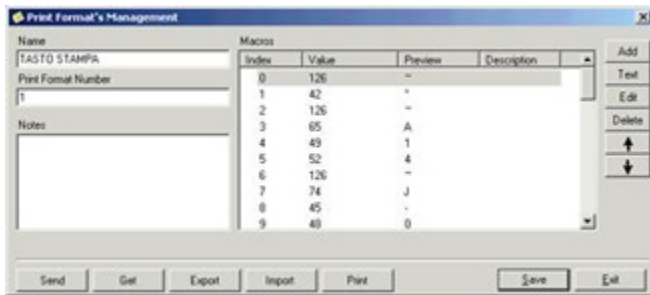 Print Format's Management
Name
TASTO STAMPA
Print Format Number
1
Notes
Macros
Index Value Preview Description
0 126 ~
1 42 *
2 126 ~
3 65 A
4 49 1
5 52 4
6 126 ~
7 74 J
8 45 -
9 48 0
Add
Text
Edit
Delete
Send Get Export Import Print Save Exit